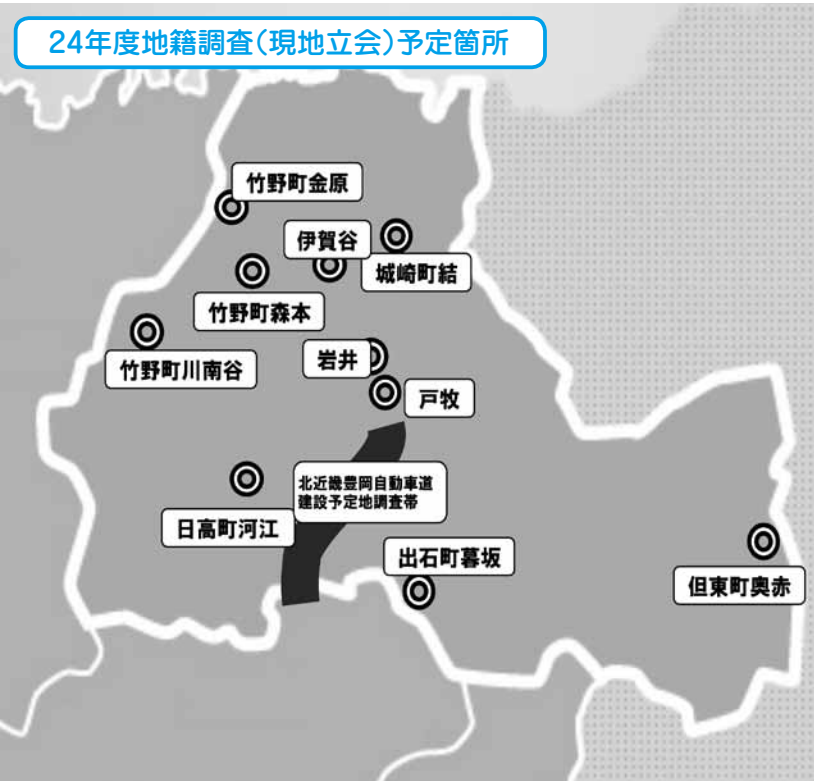 24年度地籍調査(現地立会)予定箇所
竹野町金原
伊賀谷
城崎町結
竹野町森本
岩井
竹野町川南谷
戸牧
北近畿豊岡自動車道
建設予定地調査帯
日高町河江
出石町暮坂
但東町奥赤